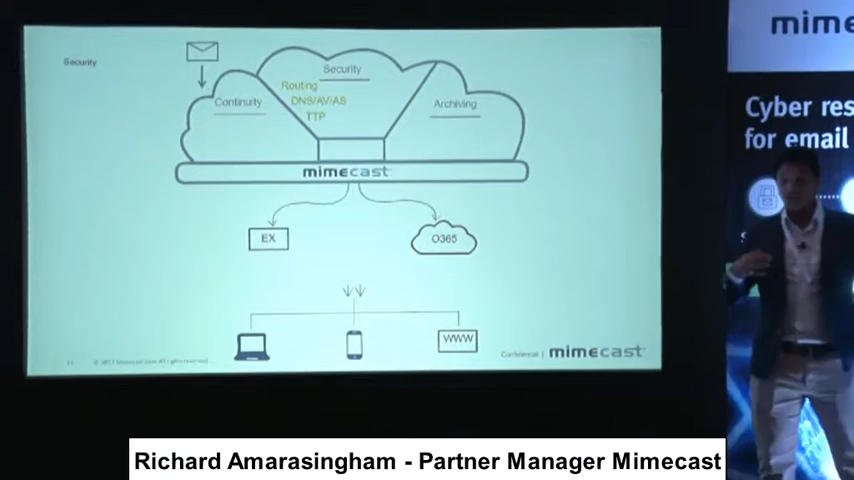 Security
Security
Routing
DNS/AV/AS
TTP
Continuity
Archiving
mimecast
EX
O365
WWW
Confidential | mimecast
mime
Cyber res
for email
Richard Amarasingham - Partner Manager Mimecast